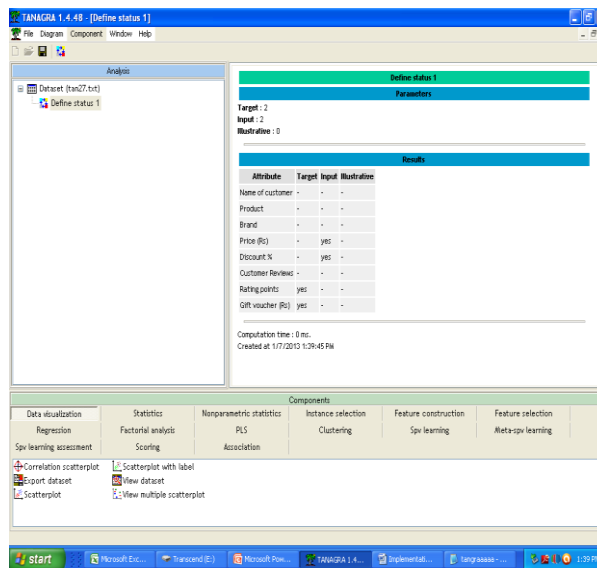 TANAGRA 1.4.48 - [Define status 1]
File Diagram Component Window Help
Analysis
Dataset (tan27.txt)
Define status 1
Define status 1
Parameters
Target : 2
Input : 2
Illustrative : 0
Results
Attribute Target Input Illustrative
Name of customer - - -
Product - - -
Brand - - -
Price (Rs) - yes -
Discount % - yes -
Customer Reviews - - -
Rating points yes - -
Gift voucher (Rs) yes - -
Computation time : 0 ms.
Created at 1/7/2013 1:39:45 PM
Components
Data visualization Statistics Nonparametric statistics Instance selection Feature construction Feature selection
Regression Factorial analysis PLS Clustering Spv learning Meta-spv learning
Spv learning assessment Scoring Association
Correlation scatterplot Scatterplot with label
Export dataset View dataset
Scatterplot View multiple scatterplot
start Microsoft Exc... Transcend (E:) Microsoft Pow... TANAGRA 1.4.... Implementati... tangraaaaa - ... 1:39 PM